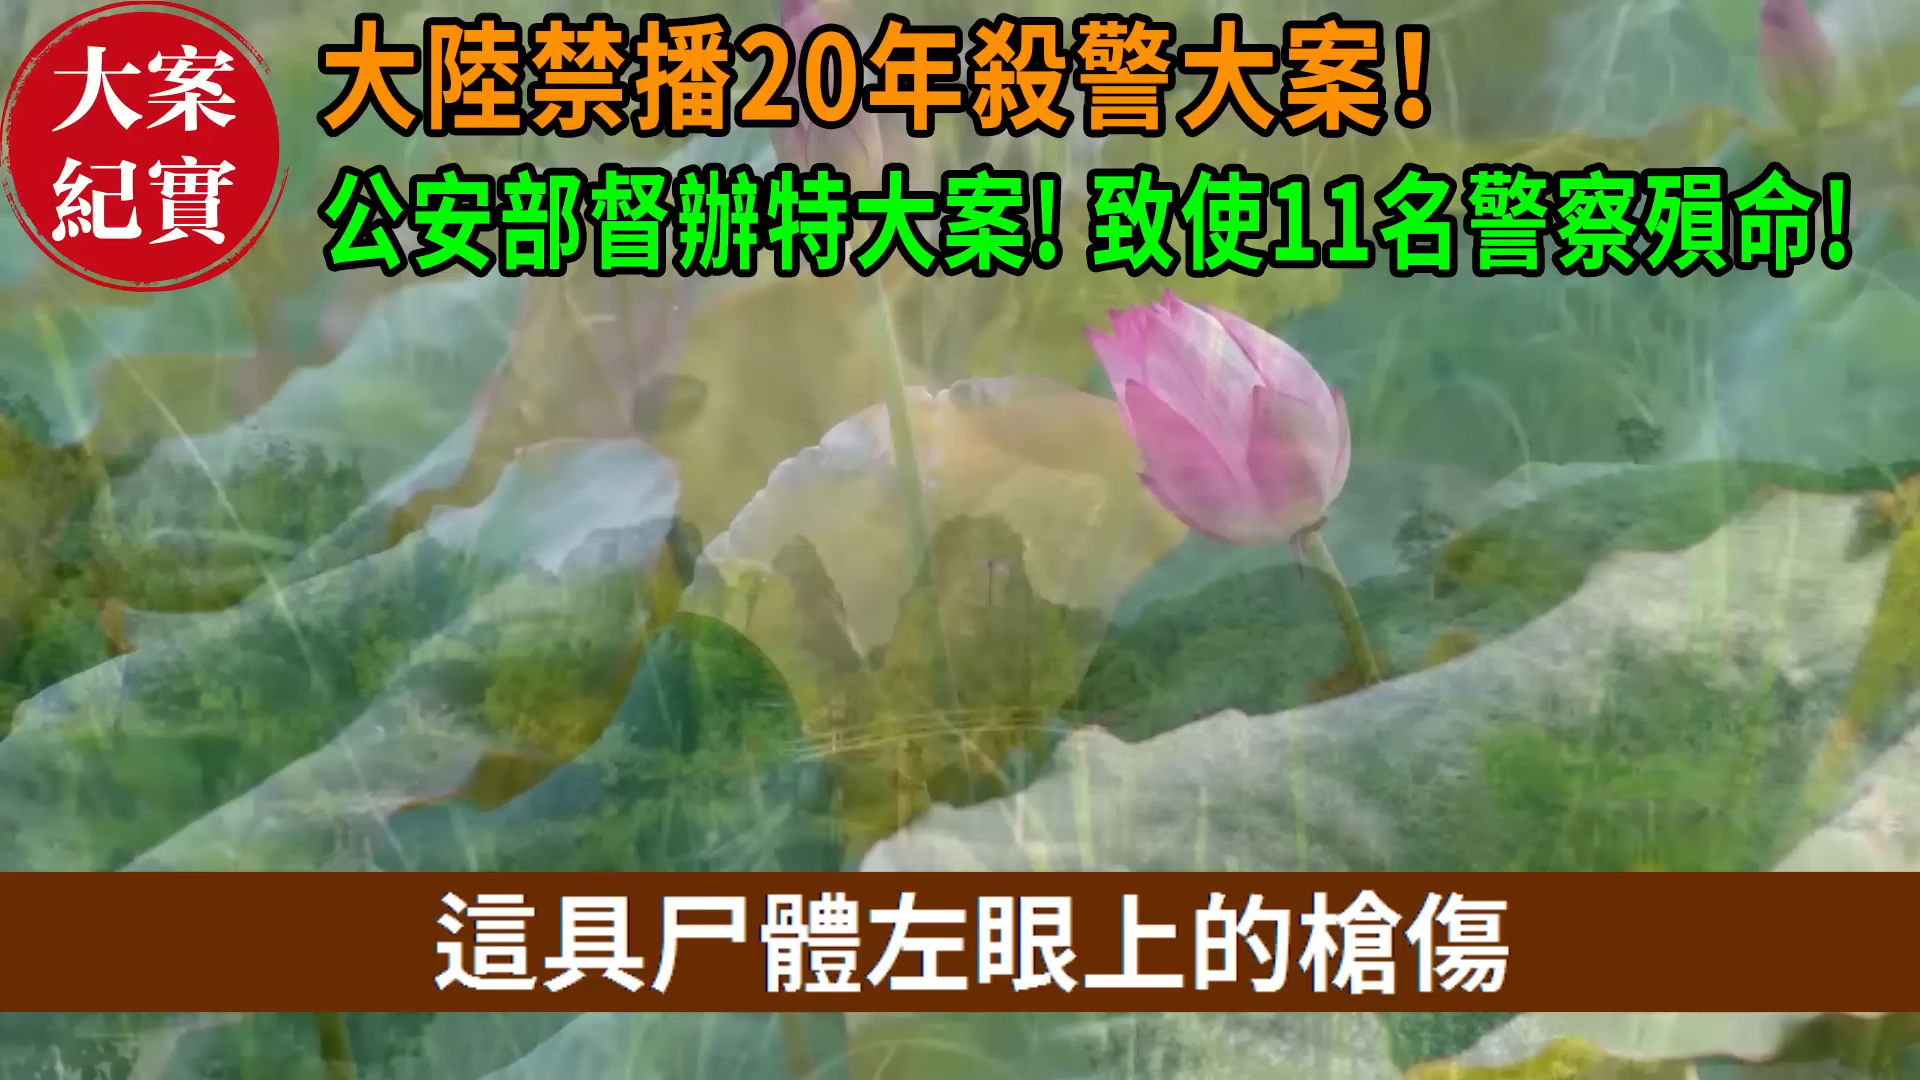 大案
紀實
大陸禁播20年殺警大案!
公安部督辦特大案! 致使11名警察殞命!
這具尸體左眼上的槍傷